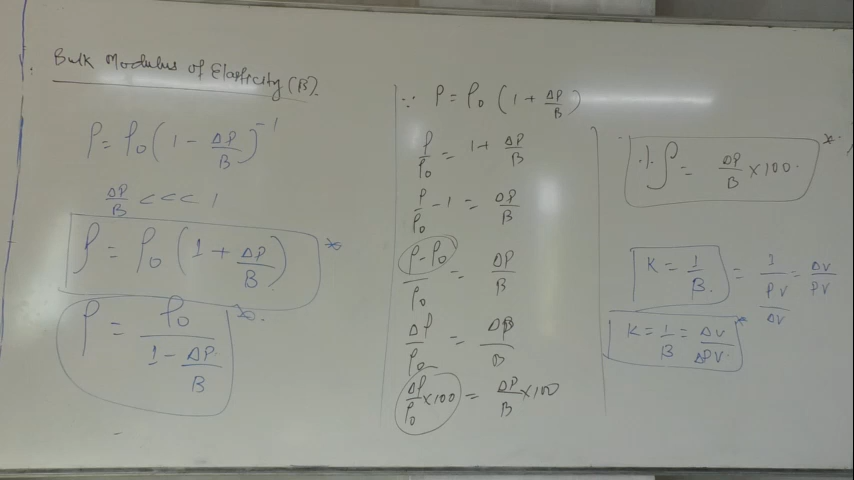 Bulk Modulus of Elasticity (B).
ρ = ρ₀ (1 - ΔP/B)⁻¹
ΔP/B <<< 1
ρ = ρ₀ (1 + ΔP/B) *
ρ = ρ₀/(1 - ΔP/B) *
∵ ρ = ρ₀ (1 + ΔP/B)
ρ/ρ₀ = 1 + ΔP/B
ρ/ρ₀ - 1 = ΔP/B
(ρ - ρ₀)/ρ₀ = ΔP/B
Δρ/ρ₀ = ΔP/B
Δρ/ρ₀ × 100 = ΔP/B × 100
% ρ = ΔP/B × 100. *
K = 1/B. = 1/(PV/ΔV) = ΔV/PV
K = 1/B = ΔV/ΔPV. *